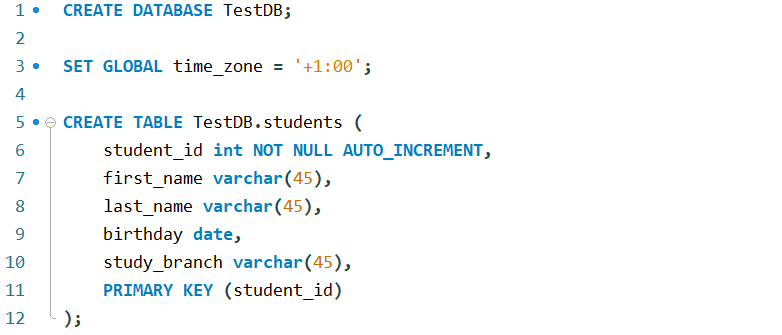 1 CREATE DATABASE TestDB;
2
3 SET GLOBAL time_zone = '+1:00';
4
5 CREATE TABLE TestDB.students (
6 student_id int NOT NULL AUTO_INCREMENT,
7 first_name varchar(45),
8 last_name varchar(45),
9 birthday date,
10 study_branch varchar(45),
11 PRIMARY KEY (student_id)
12 );